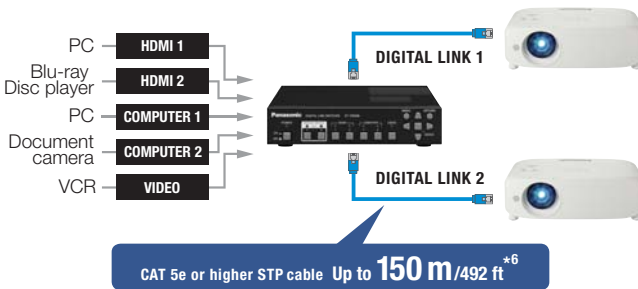 PC
HDMI 1
Blu-ray
Disc player
HDMI 2
PC
COMPUTER 1
Document
camera
COMPUTER 2
VCR
VIDEO
Panasonic
DIGITAL LINK 1
DIGITAL LINK 2
CAT 5e or higher STP cable Up to 150 m/492 ft*6